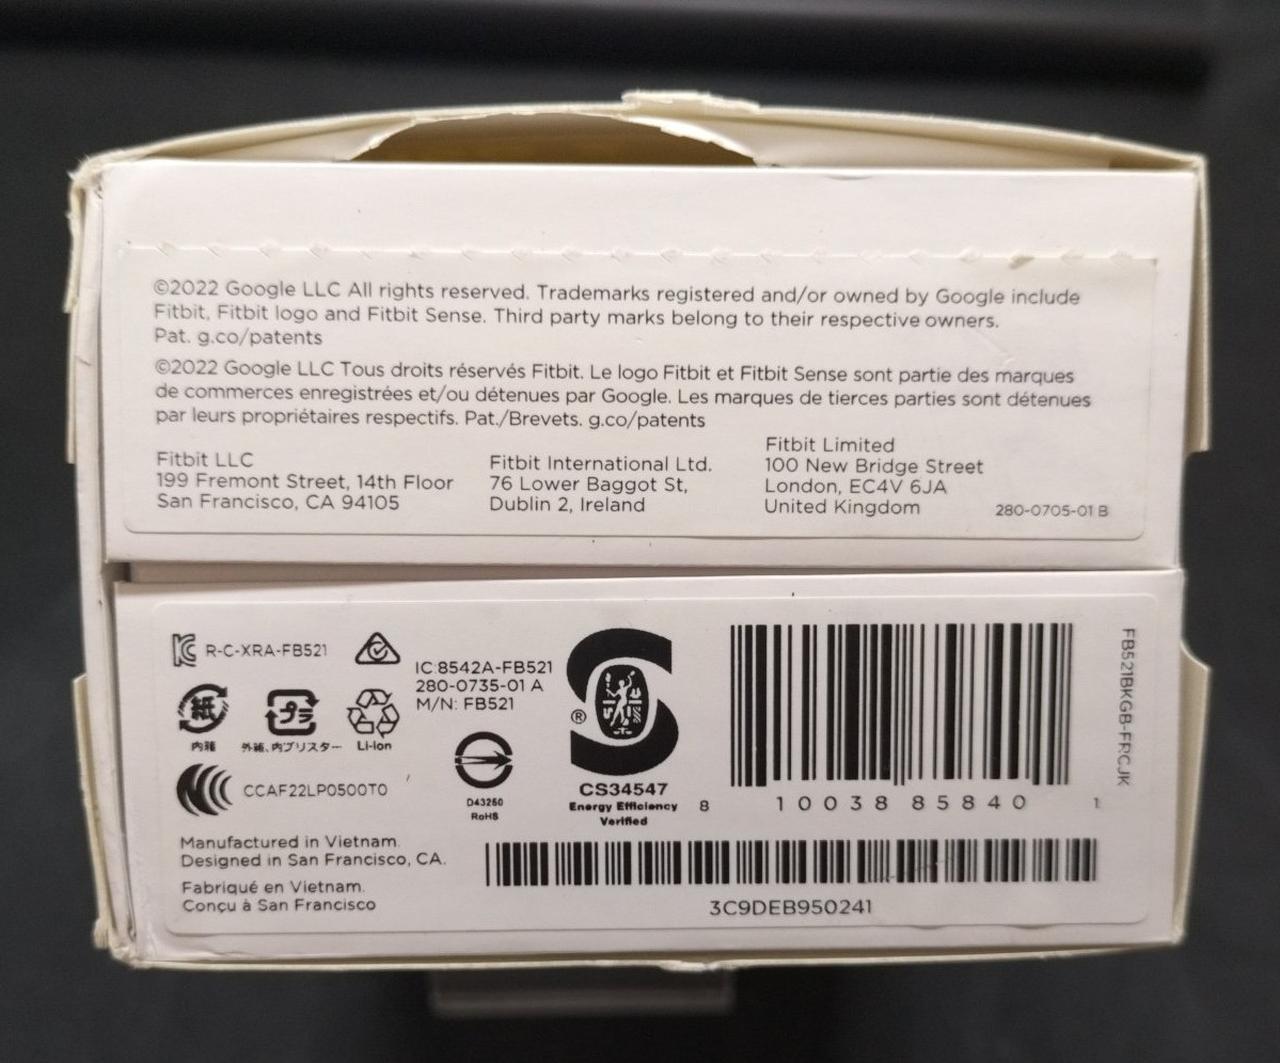 ©2022 Google LLC All rights reserved. Trademarks registered and/or owned by Google include
Fitbit, Fitbit logo and Fitbit Sense. Third party marks belong to their respective owners.
Pat. g.co/patents
©2022 Google LLC Tous droits réservés Fitbit. Le logo Fitbit et Fitbit Sense sont partie des marques
de commerces enregistrées et/ou détenues par Google. Les marques de tierces parties sont détenues
par leurs propriétaires respectifs. Pat./Brevets. g.co/patents
Fitbit LLC
199 Fremont Street, 14th Floor
San Francisco, CA 94105
Fitbit International Ltd.
76 Lower Baggot St,
Dublin 2, Ireland
Fitbit Limited
100 New Bridge Street
London, EC4V 6JA
United Kingdom
280-0705-01 B
R-C-XRA-FB521
IC:8542A-FB521
280-0735-01 A
M/N: FB521
紙
内箱
プラ
外箱、内ブリスター
Li-Ion
CCAF22LP0500T0
D43250
RoHS
S
®
CS34547
Energy Efficiency
Verified
8 10038 85840 1
FB521BKGB-FRCJK
Manufactured in Vietnam.
Designed in San Francisco, CA.
Fabriqué en Vietnam.
Conçu à San Francisco
3C9DEB950241